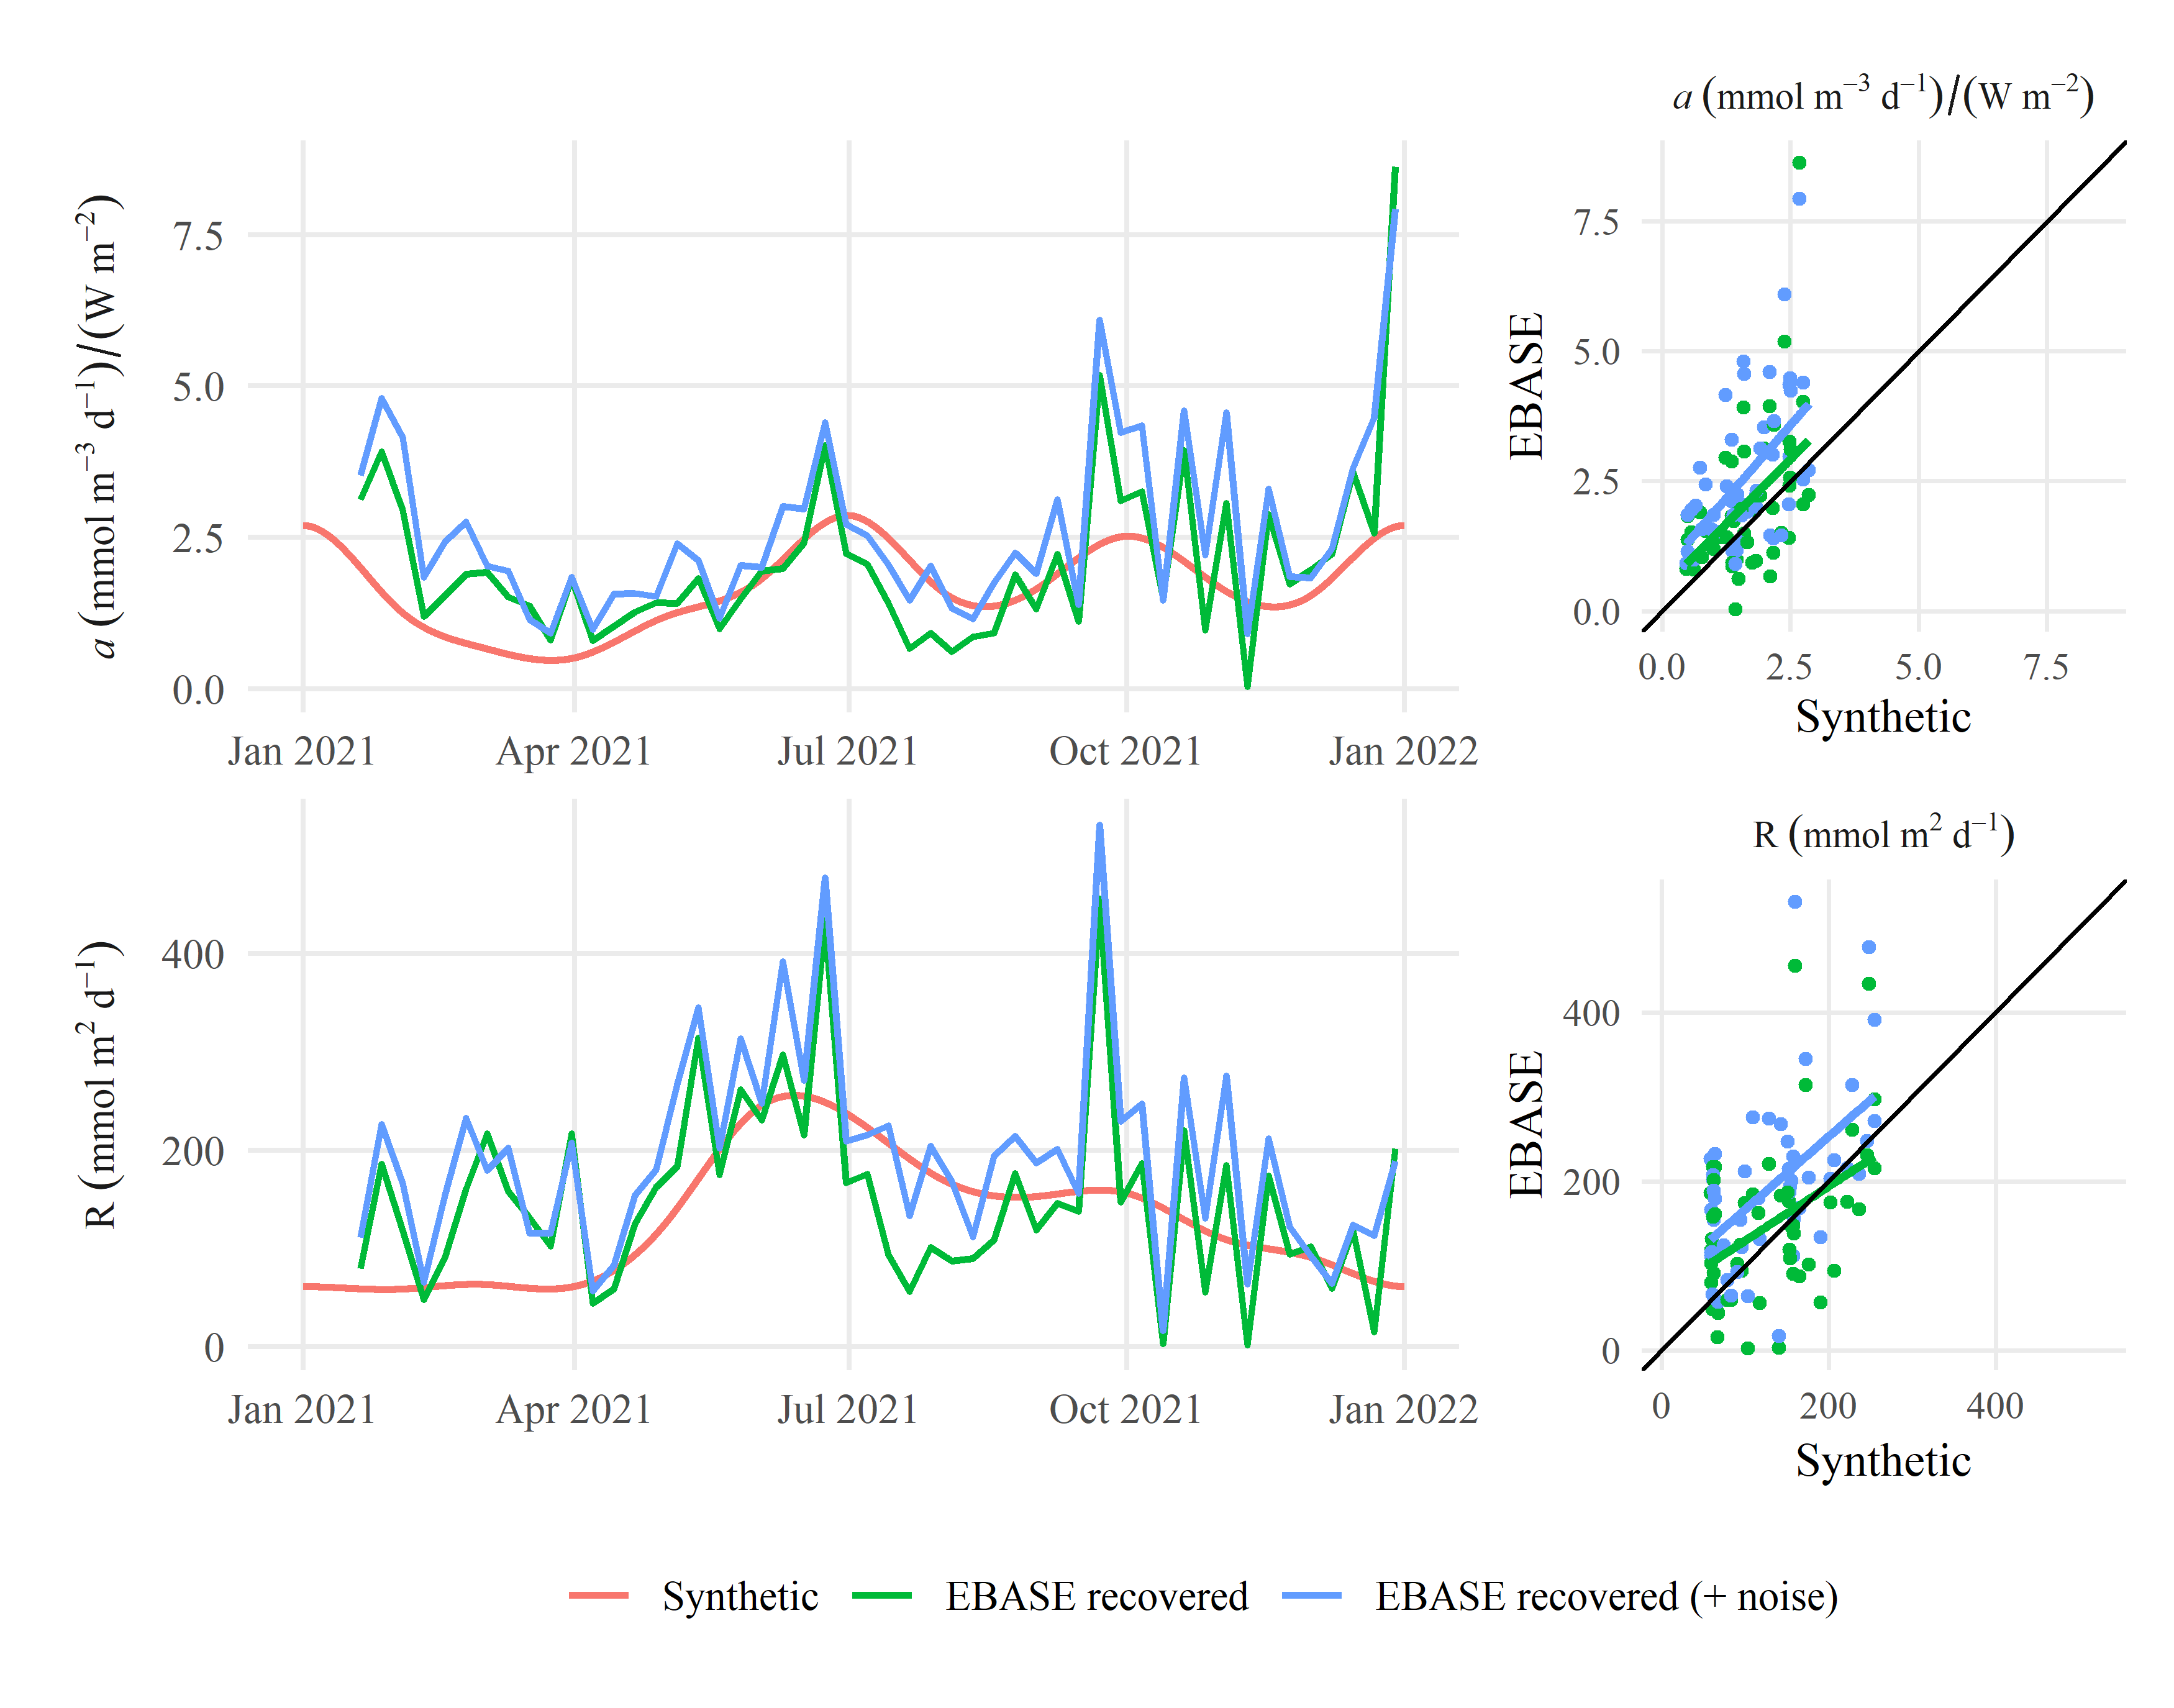 a (mmol m⁻³ d⁻¹)/(W m⁻²)
7.5
5.0
2.5
0.0
Jan 2021 Apr 2021 Jul 2021 Oct 2021 Jan 2022
a (mmol m⁻³ d⁻¹)/(W m⁻²)
EBASE
7.5
5.0
2.5
0.0
0.0 2.5 5.0 7.5
Synthetic
R (mmol m² d⁻¹)
400
200
0
Jan 2021 Apr 2021 Jul 2021 Oct 2021 Jan 2022
R (mmol m² d⁻¹)
EBASE
400
200
0
0 200 400
Synthetic
Synthetic EBASE recovered EBASE recovered (+ noise)